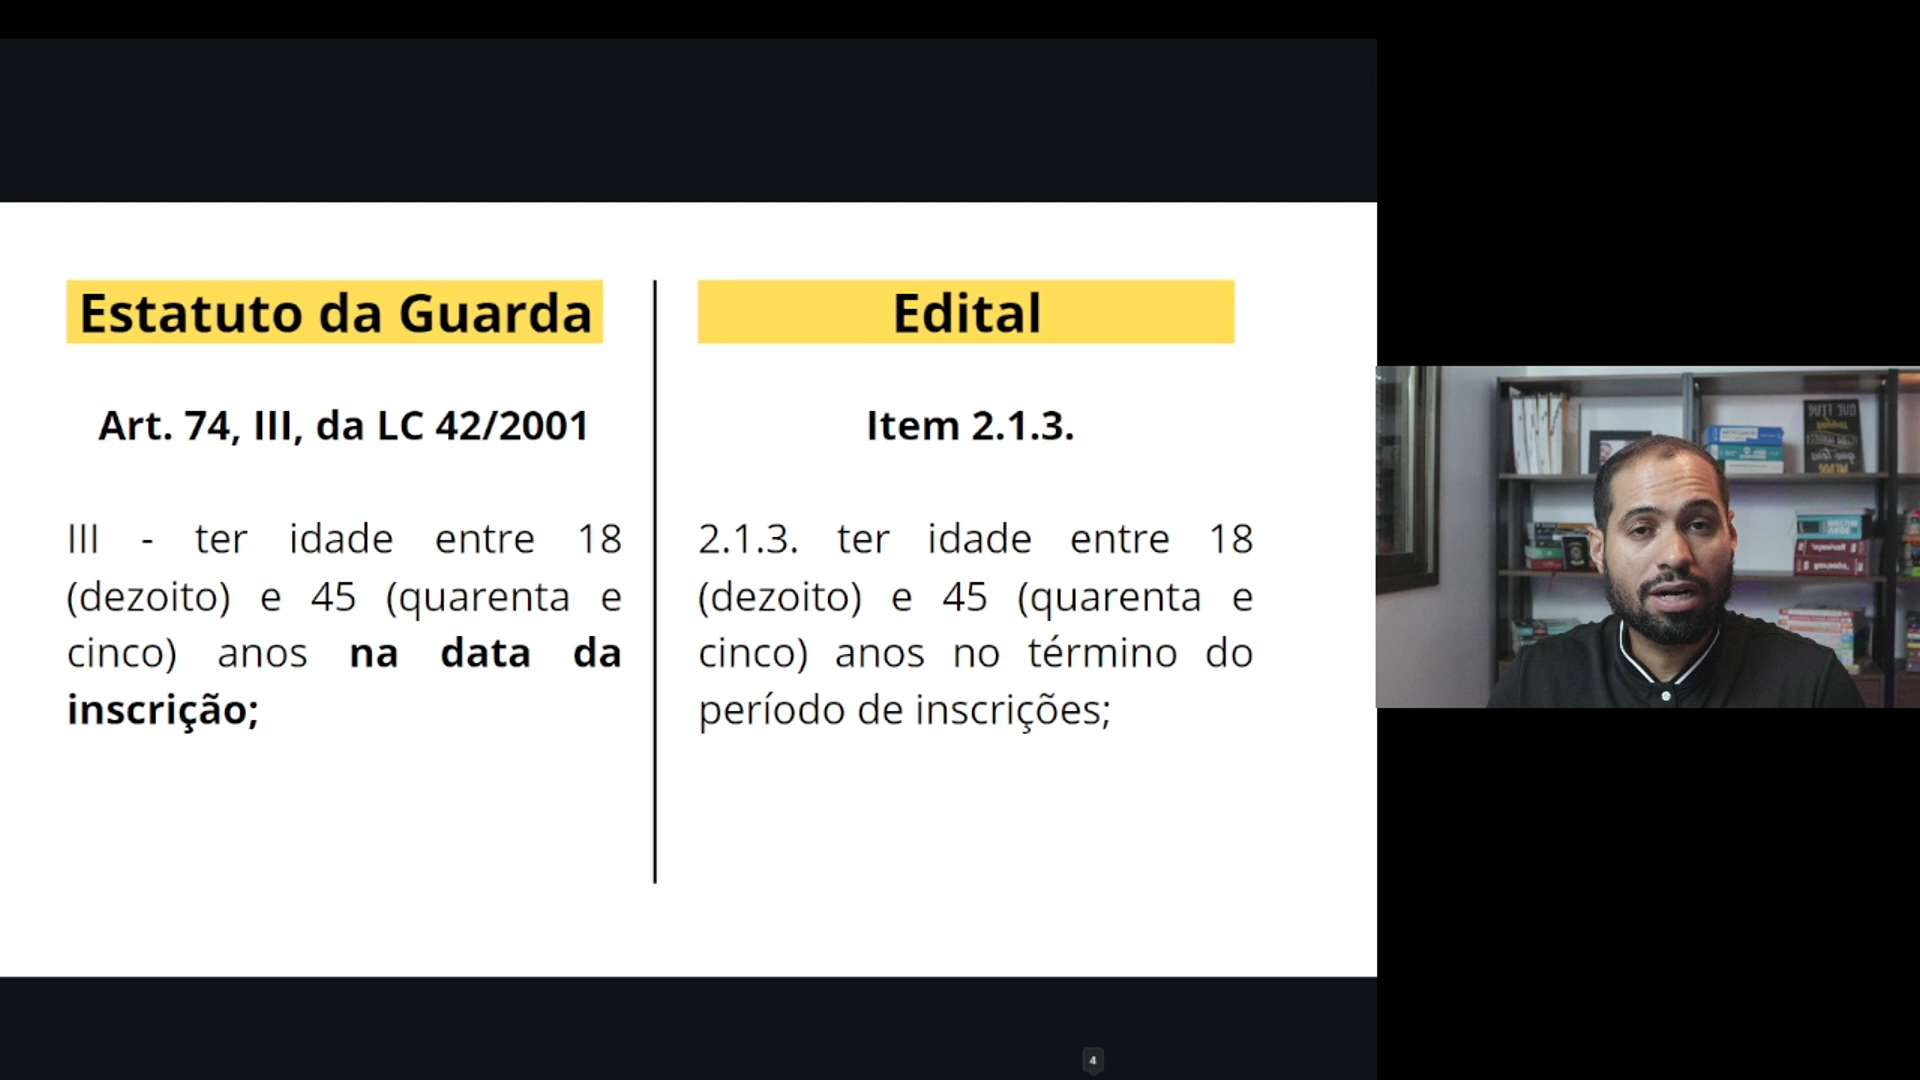 Estatuto da Guarda
Art. 74, III, da LC 42/2001
III - ter idade entre 18
(dezoito) e 45 (quarenta e
cinco) anos na data da
inscrição;
Edital
Item 2.1.3.
2.1.3. ter idade entre 18
(dezoito) e 45 (quarenta e
cinco) anos no término do
período de inscrições;
4